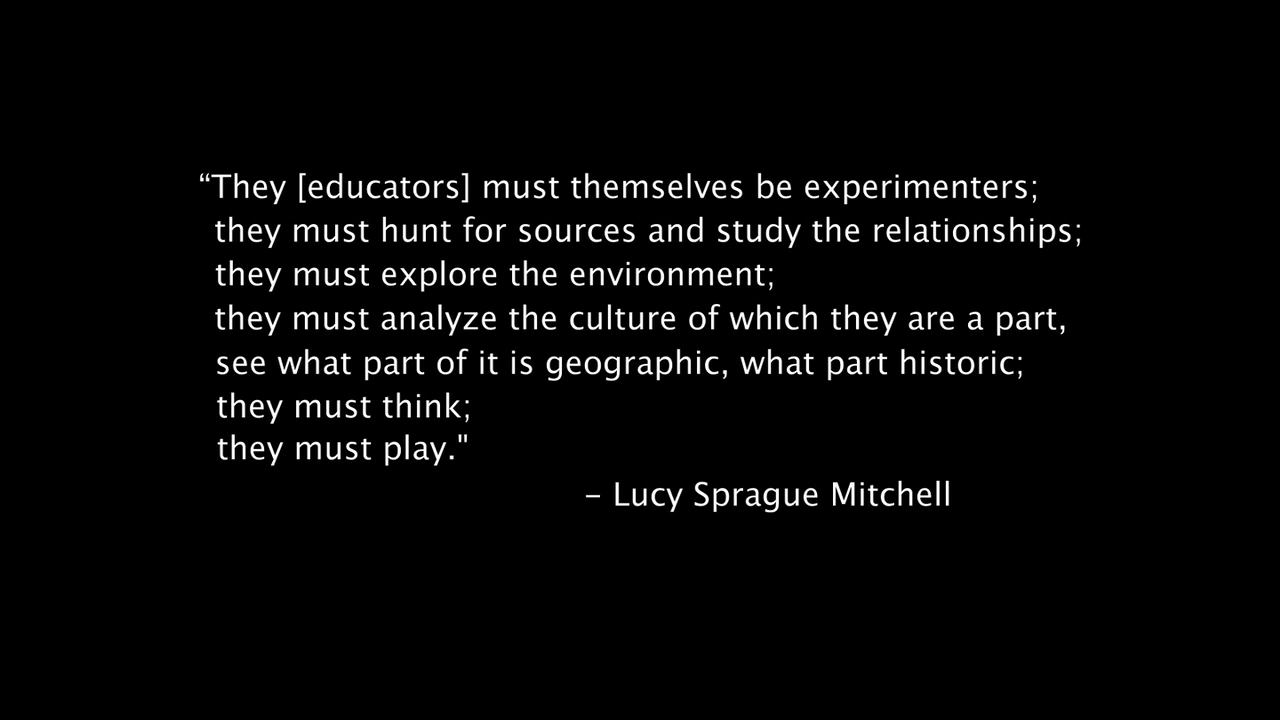 “They [educators] must themselves be experimenters;
they must hunt for sources and study the relationships;
they must explore the environment;
they must analyze the culture of which they are a part,
see what part of it is geographic, what part historic;
they must think;
they must play."
– Lucy Sprague Mitchell